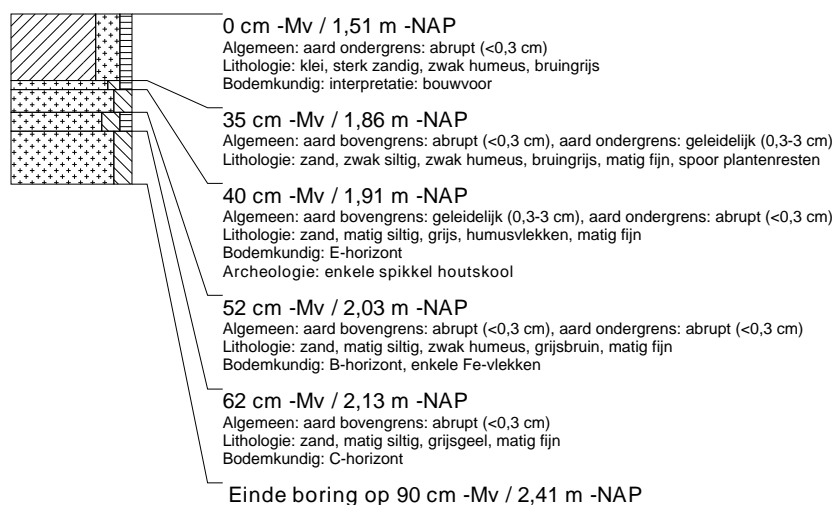 0 cm -Mv / 1,51 m -NAP
Algemeen: aard ondergrens: abrupt (<0,3 cm)
Lithologie: klei, sterk zandig, zwak humeus, bruingrijs
Bodemkundig: interpretatie: bouwvoor
35 cm -Mv / 1,86 m -NAP
Algemeen: aard bovengrens: abrupt (<0,3 cm), aard ondergrens: geleidelijk (0,3-3 cm)
Lithologie: zand, zwak siltig, zwak humeus, bruingrijs, matig fijn, spoor plantenresten
40 cm -Mv / 1,91 m -NAP
Algemeen: aard bovengrens: geleidelijk (0,3-3 cm), aard ondergrens: abrupt (<0,3 cm)
Lithologie: zand, matig siltig, grijs, humusvlekken, matig fijn
Bodemkundig: E-horizont
Archeologie: enkele spikkel houtskool
52 cm -Mv / 2,03 m -NAP
Algemeen: aard bovengrens: abrupt (<0,3 cm), aard ondergrens: abrupt (<0,3 cm)
Lithologie: zand, matig siltig, zwak humeus, grijsbruin, matig fijn
Bodemkundig: B-horizont, enkele Fe-vlekken
62 cm -Mv / 2,13 m -NAP
Algemeen: aard bovengrens: abrupt (<0,3 cm)
Lithologie: zand, matig siltig, grijsgeel, matig fijn
Bodemkundig: C-horizont
Einde boring op 90 cm -Mv / 2,41 m -NAP